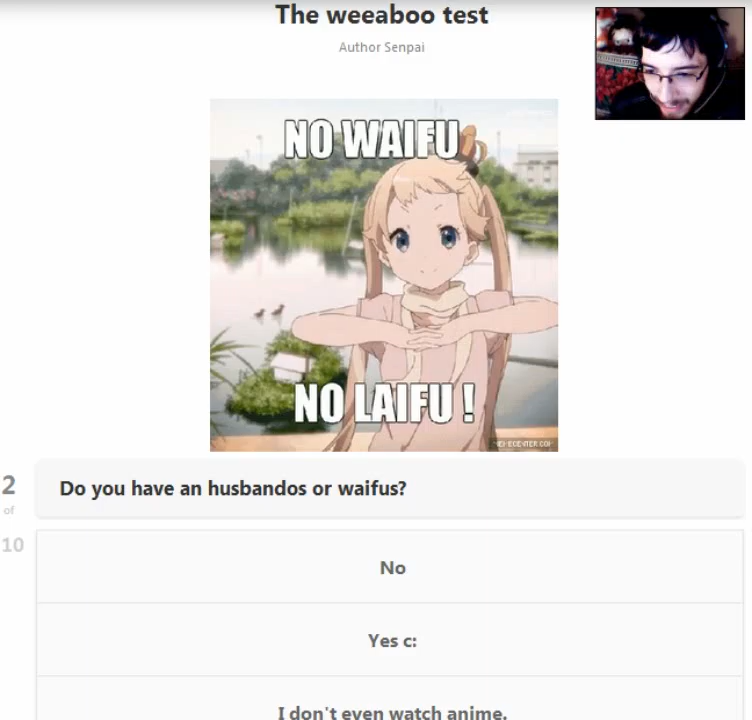 The weeaboo test
Author Senpai
NO WAIFU
NO LAIFU !
2
of
10
Do you have an husbandos or waifus?
No
Yes c:
I don't even watch anime.